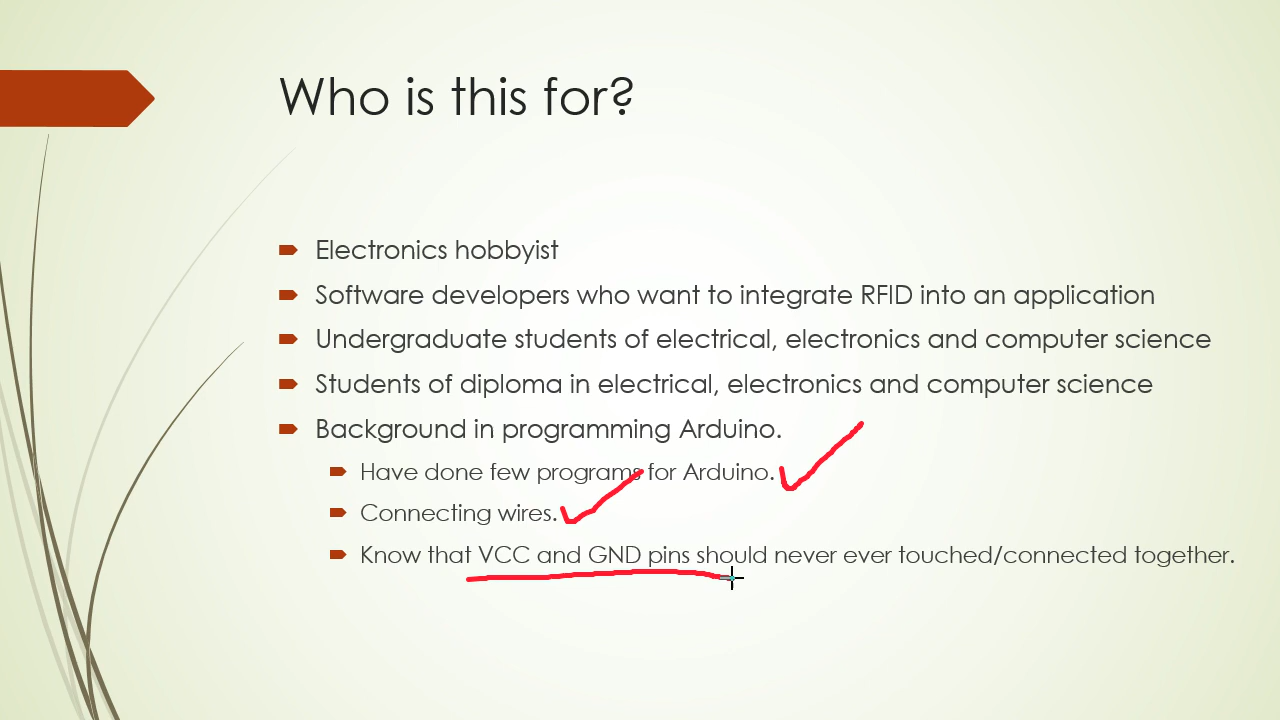 Who is this for?
Electronics hobbyist
Software developers who want to integrate RFID into an application
Undergraduate students of electrical, electronics and computer science
Students of diploma in electrical, electronics and computer science
Background in programming Arduino.
Have done few programs for Arduino.
Connecting wires.
Know that VCC and GND pins should never ever touched/connected together.